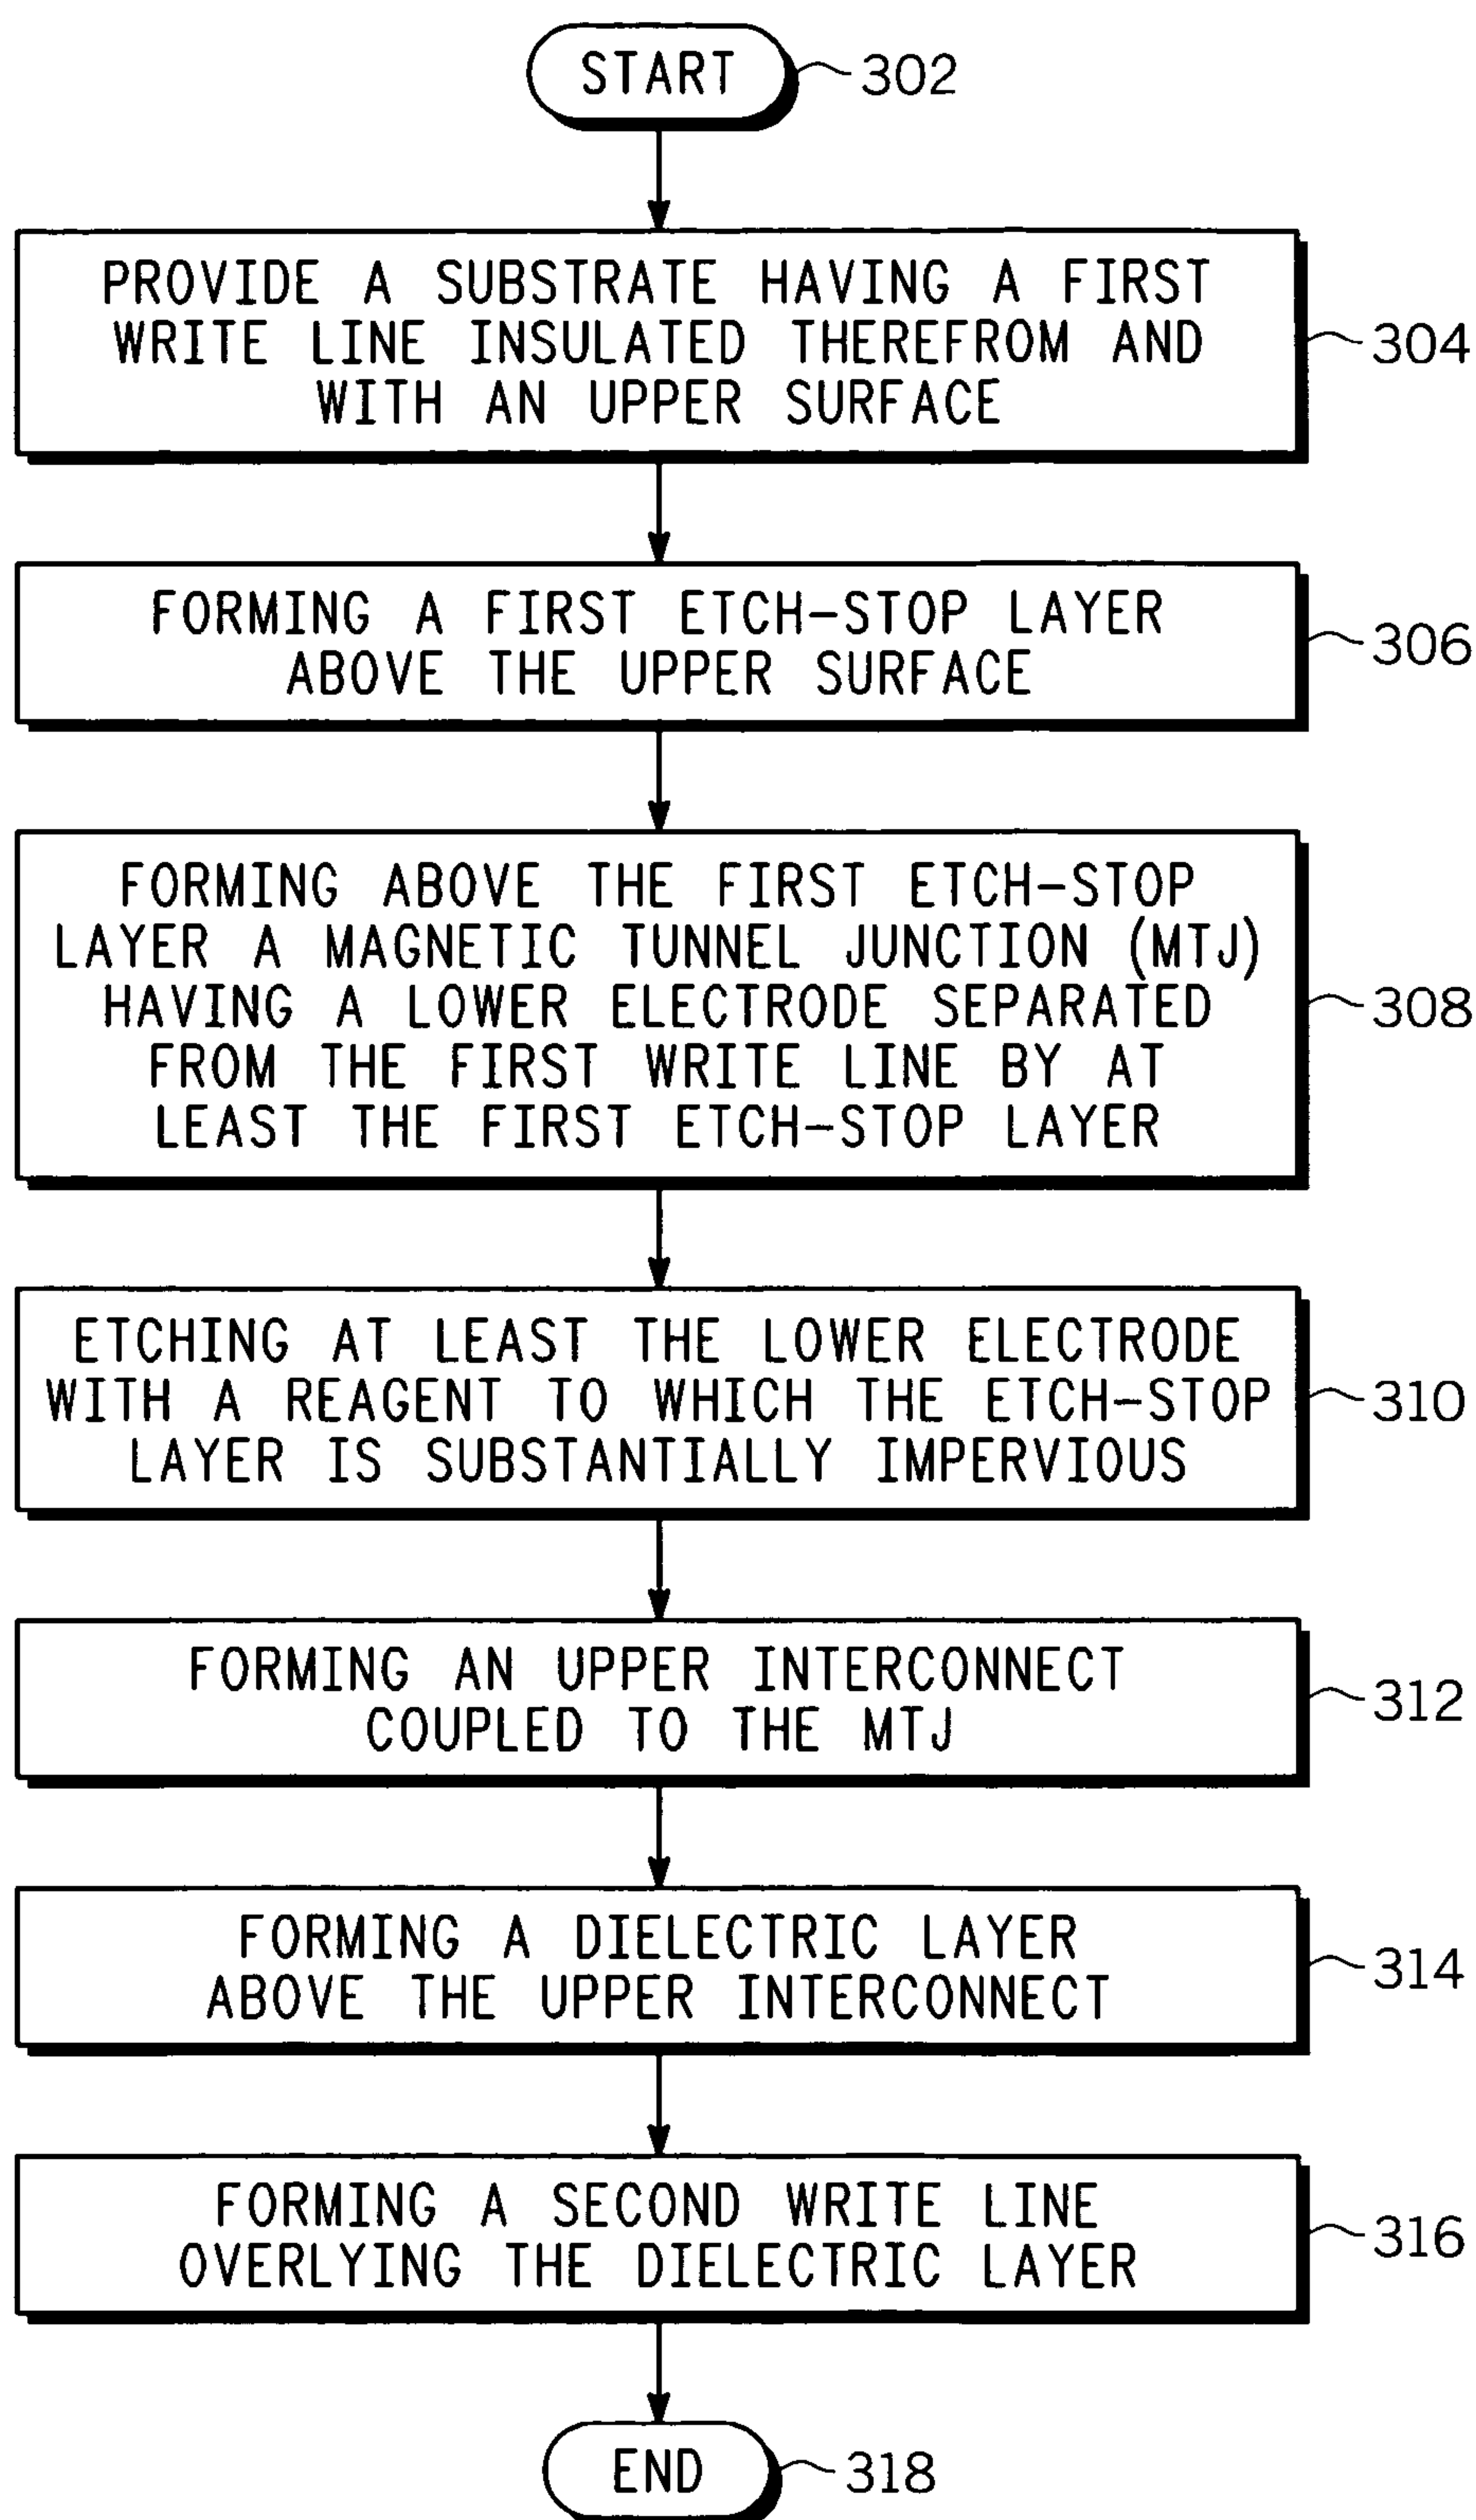 START
302
PROVIDE A SUBSTRATE HAVING A FIRST
WRITE LINE INSULATED THEREFROM AND
WITH AN UPPER SURFACE
304
FORMING A FIRST ETCH-STOP LAYER
ABOVE THE UPPER SURFACE
306
FORMING ABOVE THE FIRST ETCH-STOP
LAYER A MAGNETIC TUNNEL JUNCTION (MTJ)
HAVING A LOWER ELECTRODE SEPARATED
FROM THE FIRST WRITE LINE BY AT
LEAST THE FIRST ETCH-STOP LAYER
308
ETCHING AT LEAST THE LOWER ELECTRODE
WITH A REAGENT TO WHICH THE ETCH-STOP
LAYER IS SUBSTANTIALLY IMPERVIOUS
310
FORMING AN UPPER INTERCONNECT
COUPLED TO THE MTJ
312
FORMING A DIELECTRIC LAYER
ABOVE THE UPPER INTERCONNECT
314
FORMING A SECOND WRITE LINE
OVERLYING THE DIELECTRIC LAYER
316
END
318